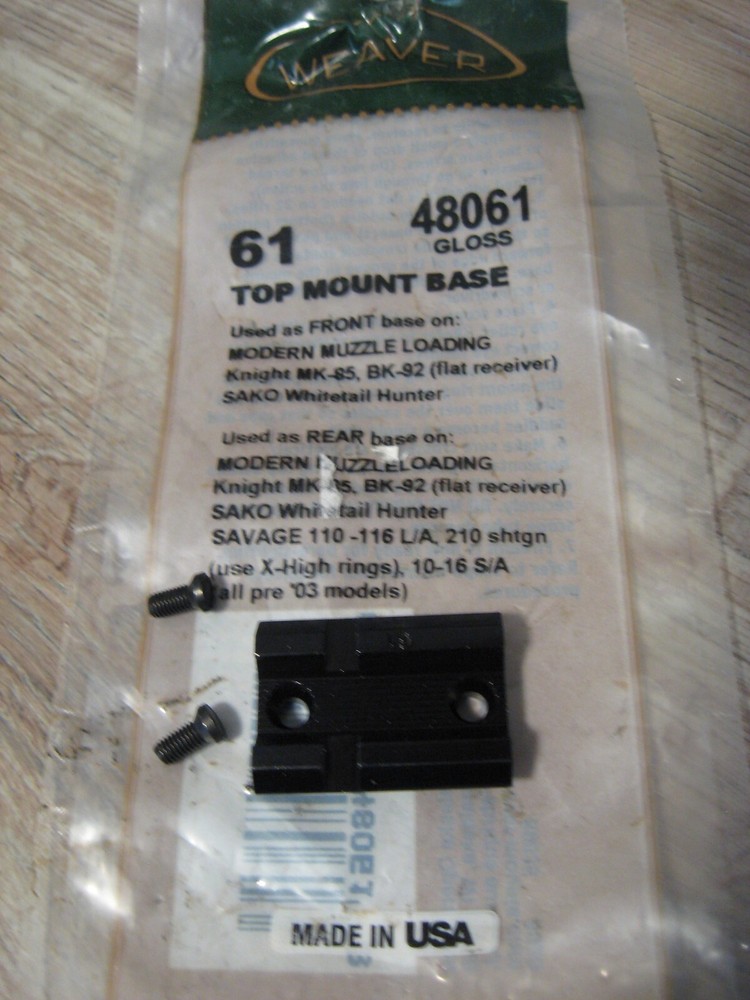 WEAVER
61
48061
GLOSS
TOP MOUNT BASE
Used as FRONT base on:
MODERN MUZZLE LOADING
Knight MK-85, BK-92 (flat receiver)
SAKO Whitetail Hunter
Used as REAR base on:
MODERN MUZZLELOADING
Knight MK-85, BK-92 (flat receiver)
SAKO Whitetail Hunter
SAVAGE 110 -116 L/A, 210 shtgn
(use X-High rings), 10-16 S/A
(all pre '03 models)
MADE IN USA